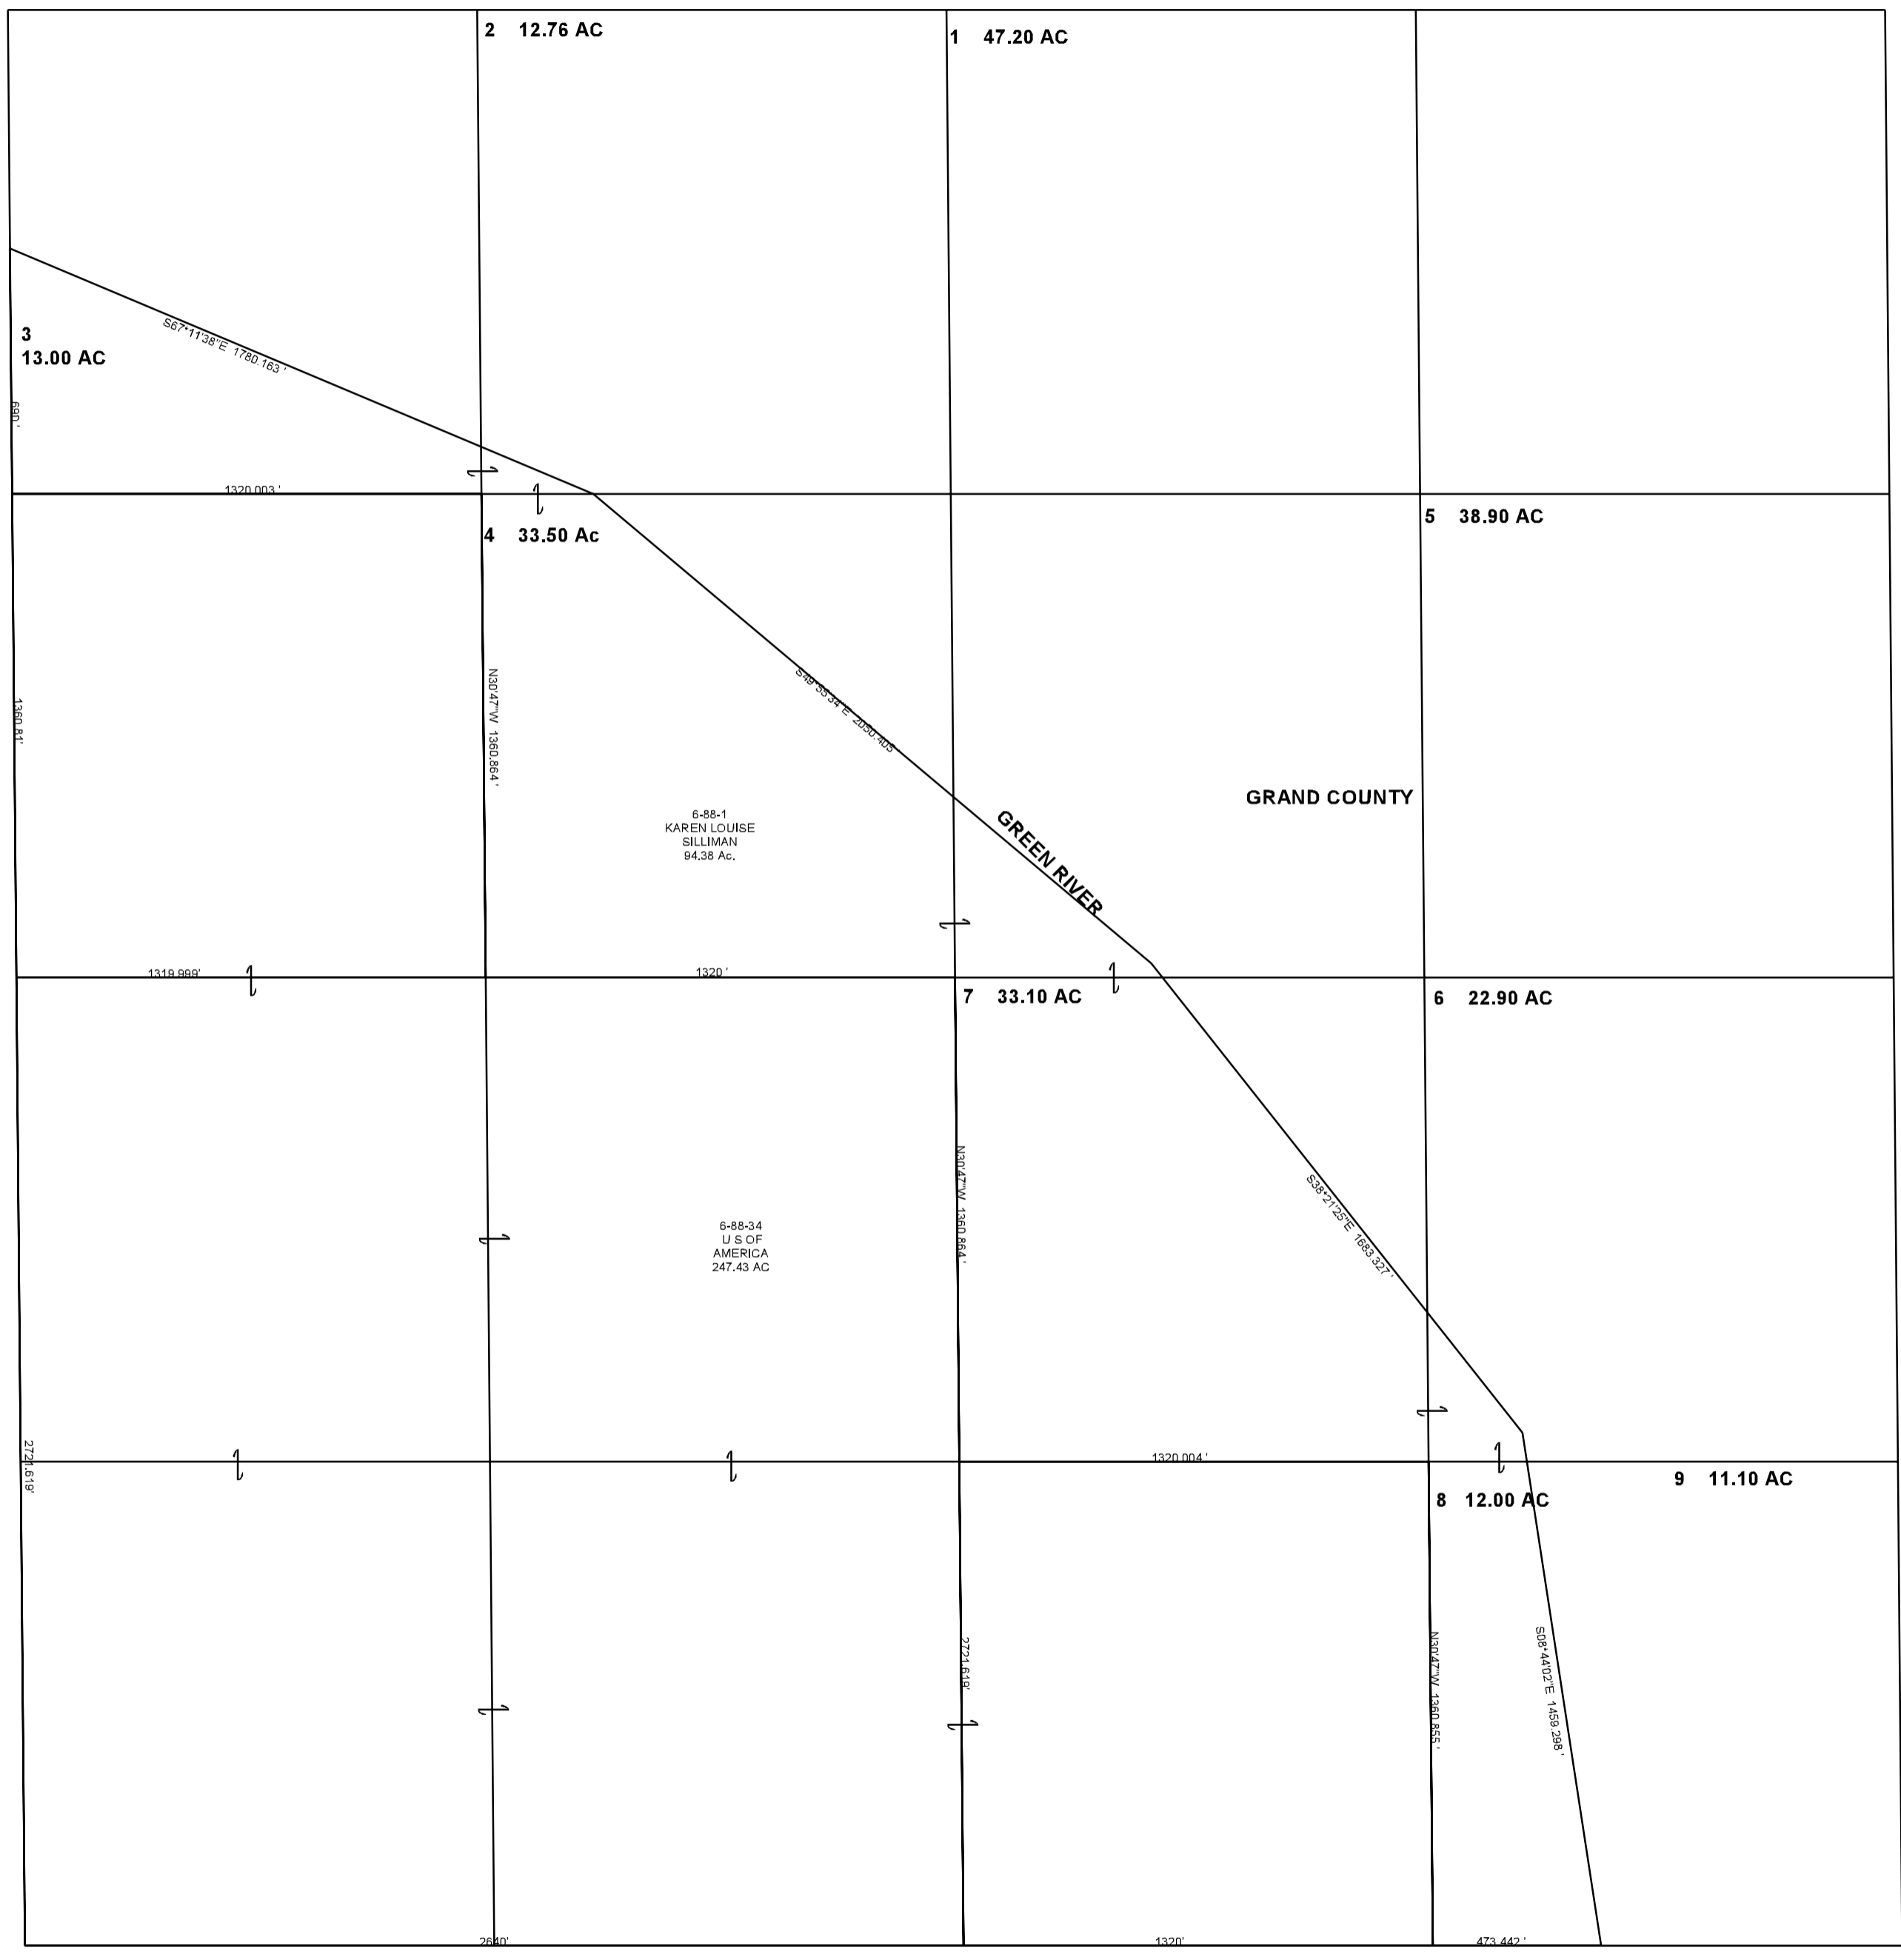 2 12.76 AC
1 47.20 AC
S67°11'38"E 1780.163 '
3
13.00 AC
690. '
1320.003 '
4 33.50 Ac
5 38.90 AC
N30'47"W 1360.864 '
1360.81'
S49°55'34"E 2050.405 '
GRAND COUNTY
6-88-1
KAREN LOUISE
SILLIMAN
94.38 Ac.
GREEN RIVER
1319.999'
1320 '
7 33.10 AC
6 22.90 AC
N30'47"W 1360.864 '
S38°21'25"E 1683.327 '
6-88-34
U S OF
AMERICA
247.43 AC
2721.619'
1320.004 '
9 11.10 AC
8 12.00 AC
2721.619'
N30'47"W 1360.855 '
S08°44'02"E 1459.298 '
2640'
1320'
473.442 '